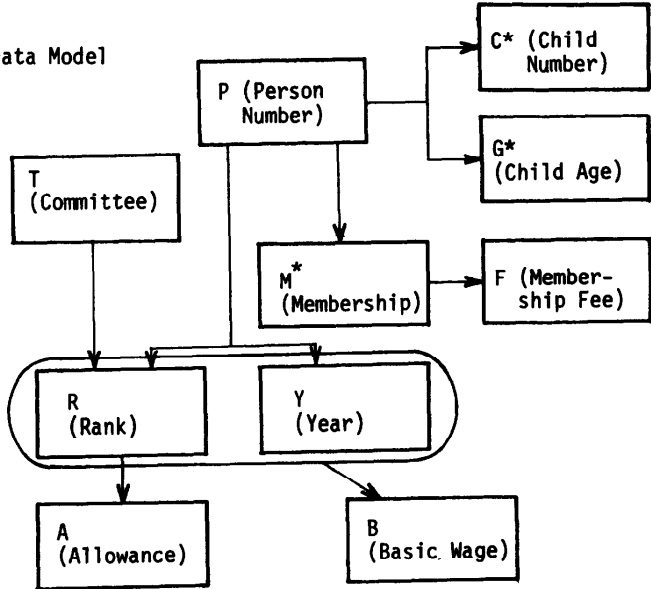 ata Model
P (Person
Number)
C* (Child
Number)
G*
(Child Age)
T
(Committee)
M*
(Membership)
F (Member-
ship Fee)
R
(Rank)
Y
(Year)
A
(Allowance)
B
(Basic Wage)